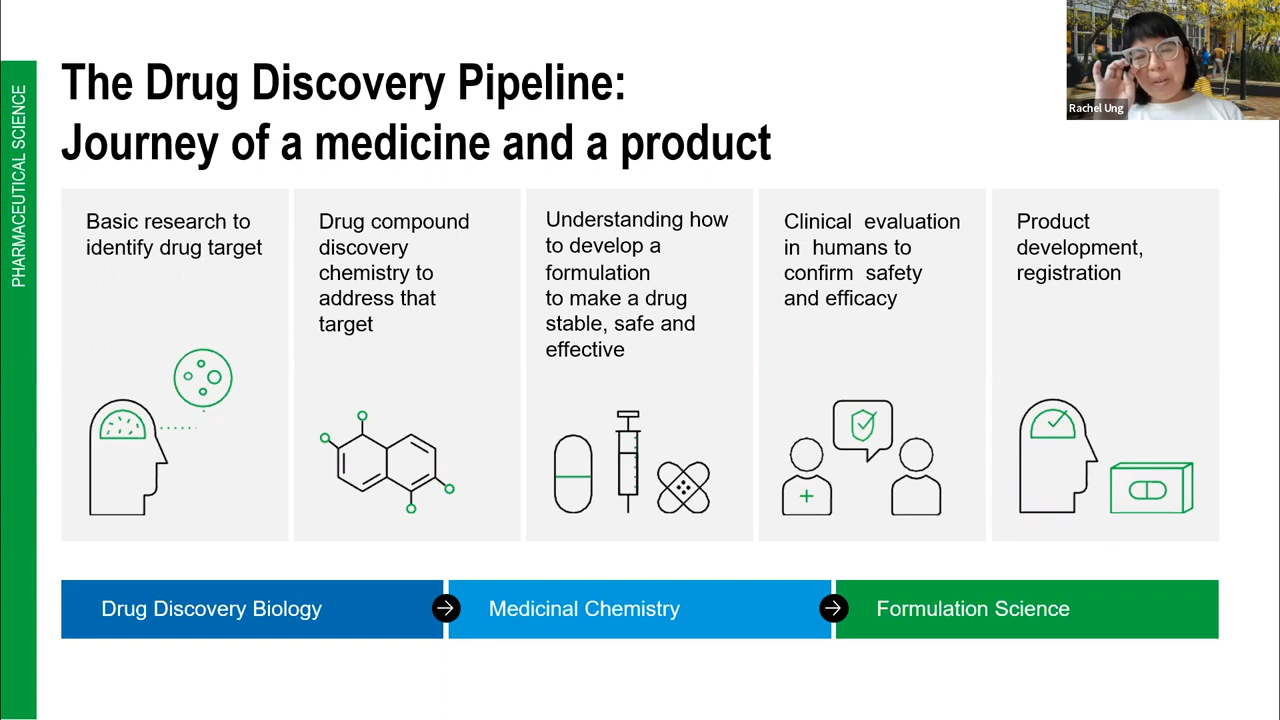 The Drug Discovery Pipeline:
Journey of a medicine and a product
Rachel Ung
PHARMACEUTICAL SCIENCE
Basic research to
identify drug target
Drug compound
discovery
chemistry to
address that
target
Understanding how
to develop a
formulation
to make a drug
stable, safe and
effective
Clinical evaluation
in humans to
confirm safety
and efficacy
Product
development,
registration
Drug Discovery Biology
Medicinal Chemistry
Formulation Science